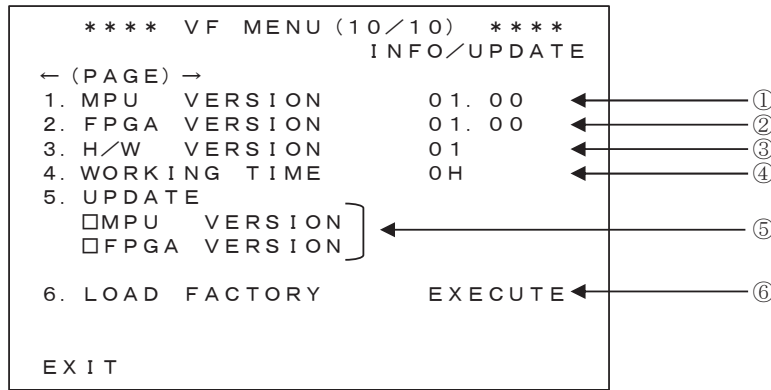 **** VF MENU(10/10) ****
INFO/UPDATE
←(PAGE)→
1. MPU VERSION 01.00 ①
2. FPGA VERSION 01.00 ②
3. H/W VERSION 01 ③
4. WORKING TIME 0H ④
5. UPDATE
□MPU VERSION
□FPGA VERSION
⑤
6. LOAD FACTORY EXECUTE ⑥
EXIT